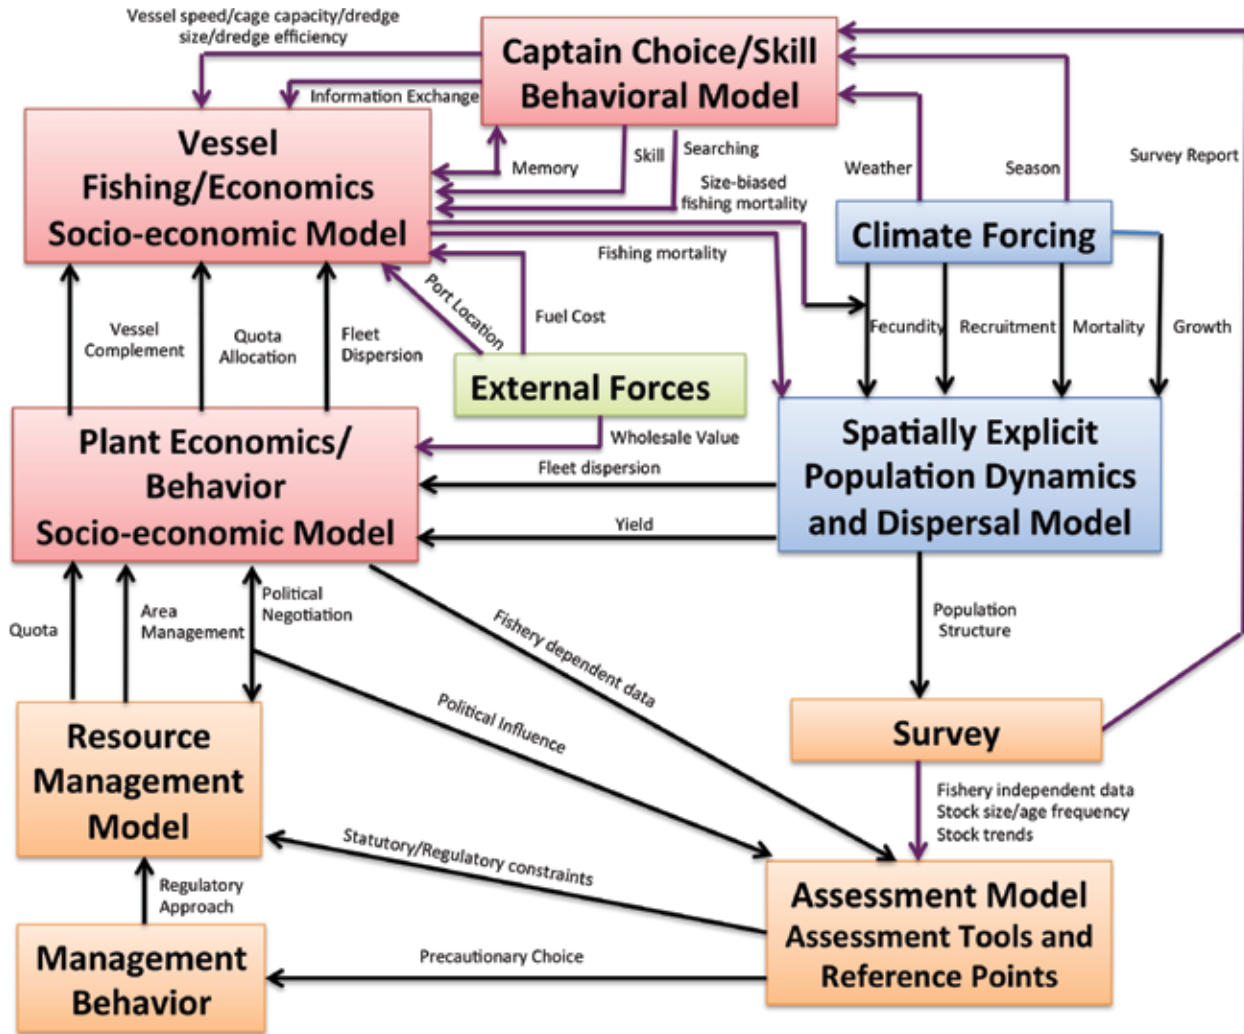 Vessel speed/cage capacity/dredge
size/dredge efficiency
Captain Choice/Skill
Behavioral Model
Information Exchange
Vessel
Fishing/Economics
Socio-economic Model
Memory
Skill
Searching
Size-biased
fishing mortality
Weather
Season
Survey Report
Climate Forcing
Fishing mortality
Port Location
Fuel Cost
Fecundity
Recruitment
Mortality
Growth
Vessel
Complement
Quota
Allocation
Fleet
Dispersion
External Forces
Wholesale Value
Plant Economics/
Behavior
Socio-economic Model
Fleet dispersion
Yield
Spatially Explicit
Population Dynamics
and Dispersal Model
Quota
Area
Management
Political
Negotiation
Fishery dependent data
Political Influence
Population
Structure
Resource
Management
Model
Survey
Fishery independent data
Stock size/age frequency
Stock trends
Statutory/Regulatory constraints
Regulatory
Approach
Assessment Model
Assessment Tools and
Reference Points
Precautionary Choice
Management
Behavior